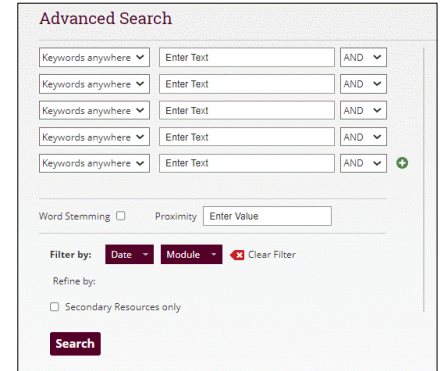 Advanced Search
Keywords anywhere Enter Text AND
Keywords anywhere Enter Text AND
Keywords anywhere Enter Text AND
Keywords anywhere Enter Text AND
Keywords anywhere Enter Text AND
Word Stemming Proximity Enter Value
Filter by: Date Module Clear Filter
Refine by:
Secondary Resources only
Search